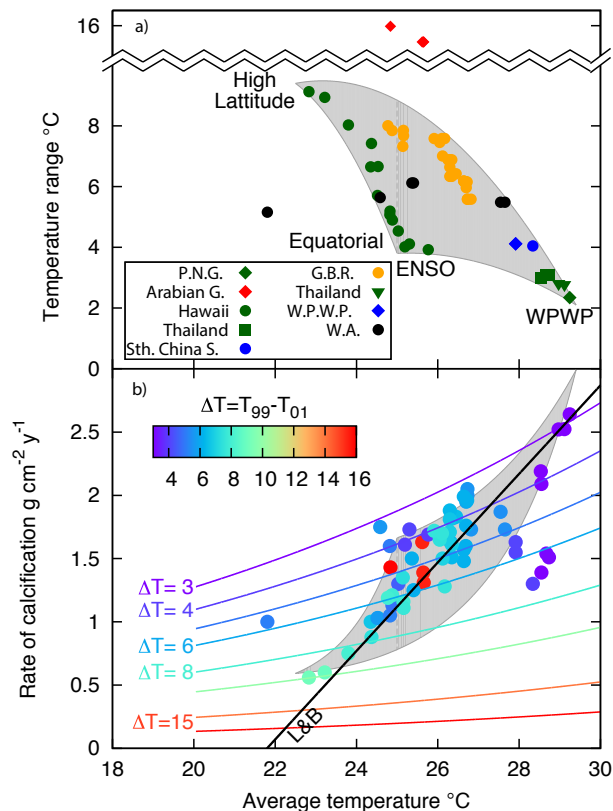 16
a)
High
Lattitude
8
6
4
2
0
Temperature range °C
Equatorial
ENSO
WPWP
P.N.G.
G.B.R.
Arabian G.
Thailand
Hawaii
W.P.W.P.
Thailand
W.A.
Sth. China S.
b)
ΔT=T99-T01
4 6 8 10 12 14 16
2.5
2
1.5
1
0.5
0
Rate of calcification g cm-2 y-1
ΔT= 3
ΔT= 4
ΔT= 6
ΔT= 8
ΔT=15
L&B
18 20 22 24 26 28 30
Average temperature °C